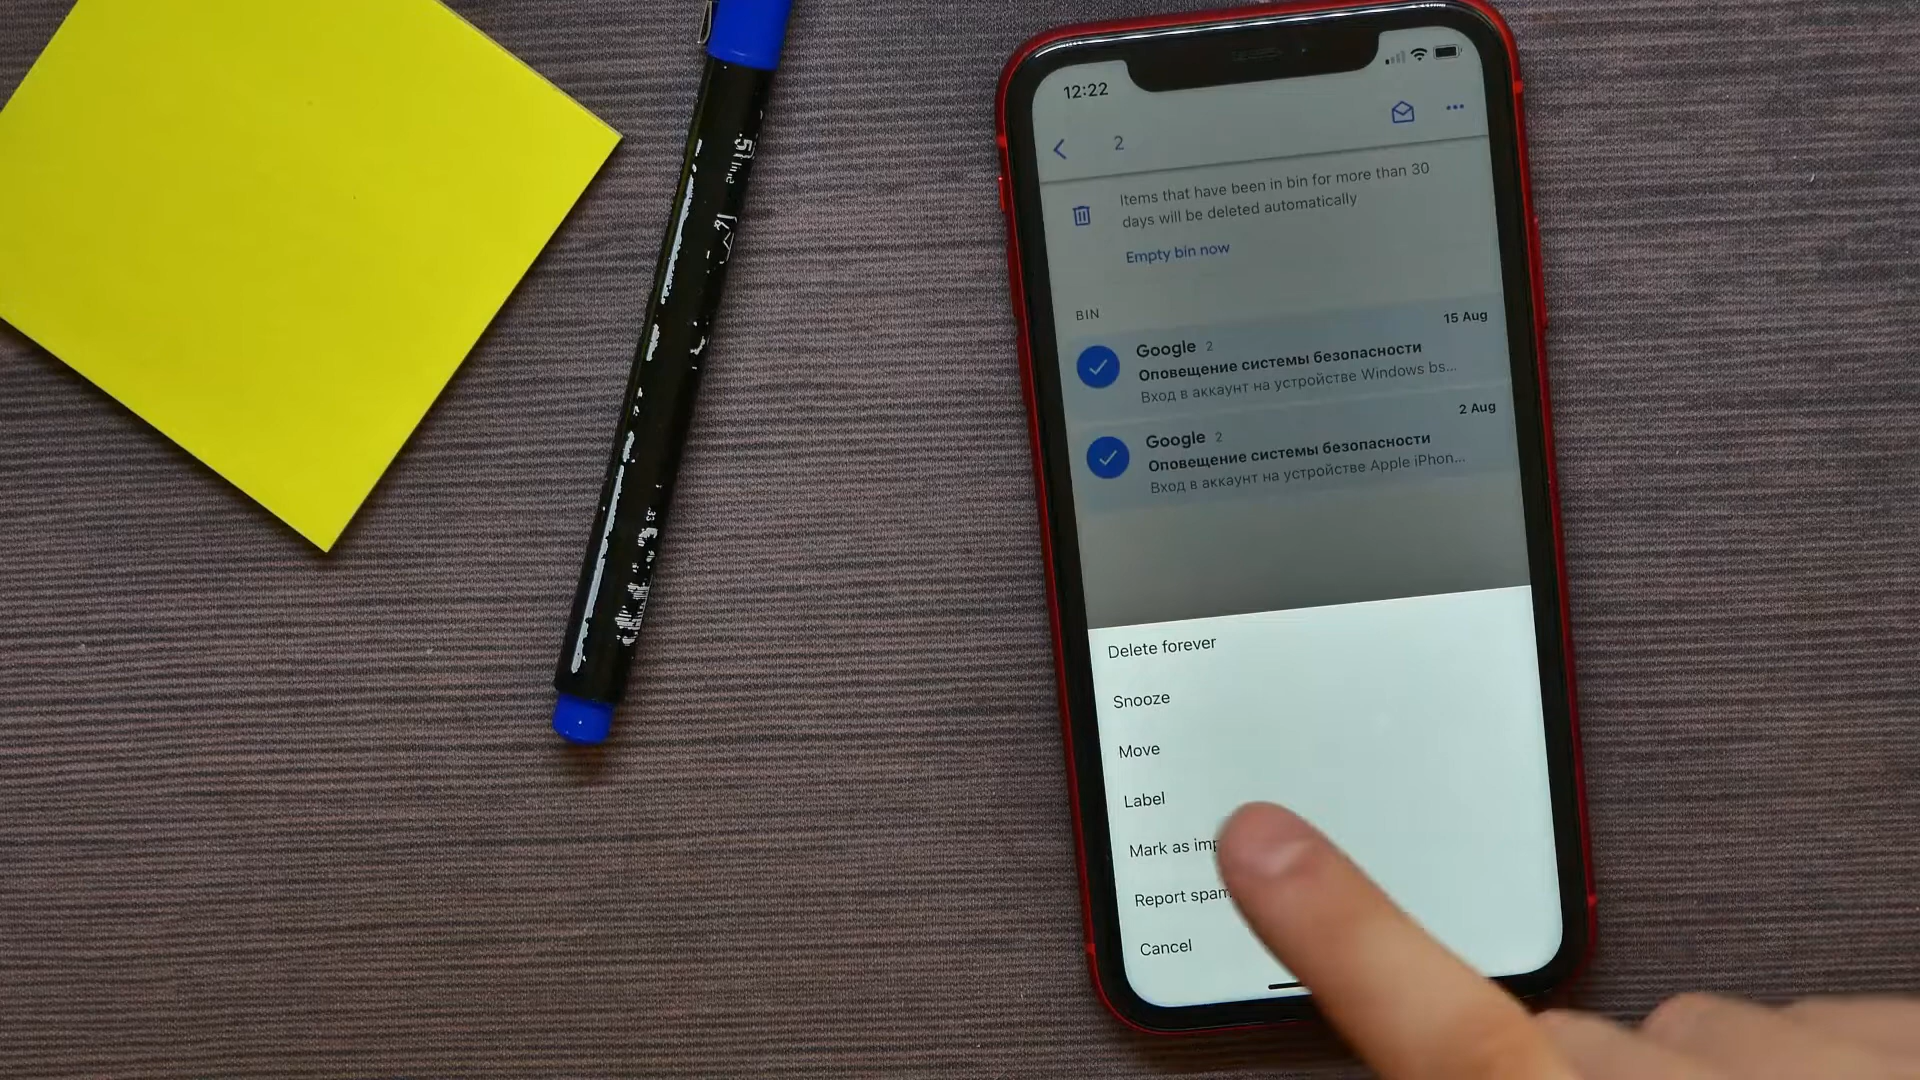 12:22
2
Items that have been in bin for more than 30
days will be deleted automatically
Empty bin now
BIN
15 Aug
Google 2
Оповещение системы безопасности
Вход в аккаунт на устройстве Windows bs...
2 Aug
Google 2
Оповещение системы безопасности
Вход в аккаунт на устройстве Apple iPhon...
Delete forever
Snooze
Move
Label
Mark as imp
Report spam
Cancel